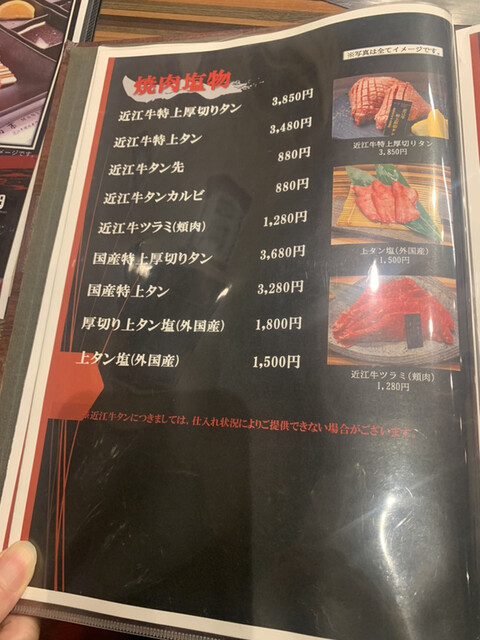 焼肉塩物
※写真は全てイメージです。
近江牛特上厚切りタン 3,850円
近江牛特上タン 3,480円
近江牛タン先 880円
近江牛タンカルビ 880円
近江牛ツラミ(頬肉) 1,280円
国産特上厚切りタン 3,680円
国産特上タン 3,280円
厚切り上タン塩(外国産) 1,800円
上タン塩(外国産) 1,500円
※近江牛タンにつきましては、仕入れ状況によりご提供できない場合がございます。
近江牛特上厚切りタン
3,850円
上タン塩(外国産)
1,500円
近江牛ツラミ(頬肉)
1,280円
メージです。
円